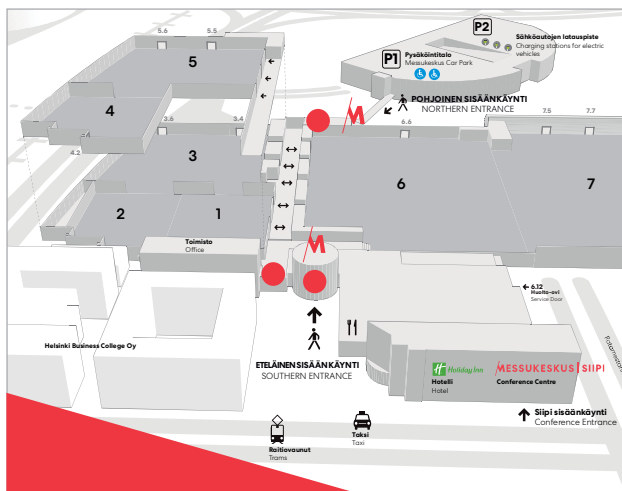 5.6
5.5
5
4
4.2
3.6
3.4
3
2
1
P1
P2
Pysäköintitalo
Messukeskus Car Park
Sähköautojen latauspiste
Charging stations for electric
vehicles
POHJOINEN SISÄÄNKÄYNTI
NORTHERN ENTRANCE
6.6
7.5
7.7
6
7
Toimisto
Office
6.12
Huolto-ovi
Service Door
Helsinki Business College Oy
ETELÄINEN SISÄÄNKÄYNTI
SOUTHERN ENTRANCE
Holiday Inn
Hotelli
Hotel
MESSUKESKUS SIIPI
Conference Centre
Siipi sisäänkäynti
Conference Entrance
Raitiovaunut
Trams
Taksi
Taxi